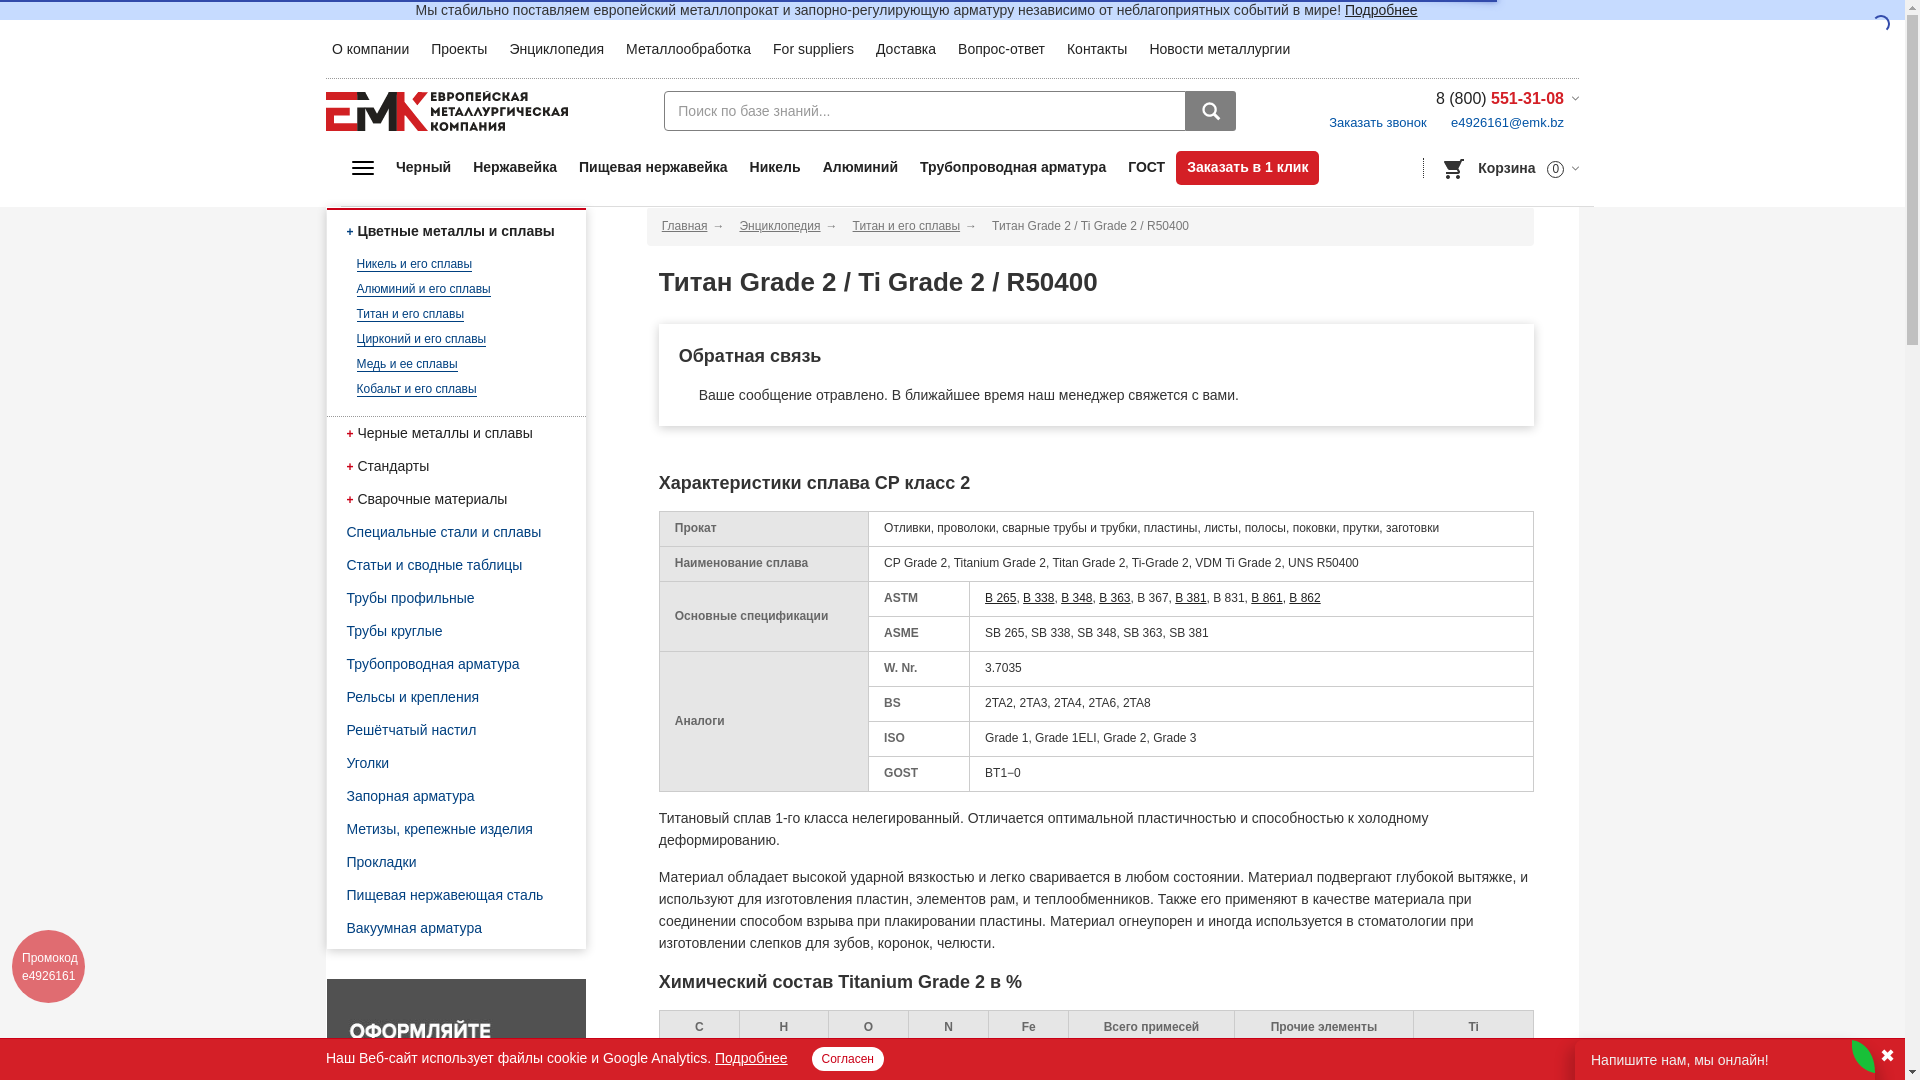 Мы стабильно поставляем европейский металлопрокат и запорно-регулирующую арматуру независимо от неблагоприятных событий в мире! Подробнее
О компании Проекты Энциклопедия Металлообработка For suppliers Доставка Вопрос-ответ Контакты Новости металлургии
ЕМК ЕВРОПЕЙСКАЯ
МЕТАЛЛУРГИЧЕСКАЯ
КОМПАНИЯ
Поиск по базе знаний...
8 (800) 551-31-08
Заказать звонок e4926161@emk.bz
Черный Нержавейка Пищевая нержавейка Никель Алюминий Трубопроводная арматура ГОСТ Заказать в 1 клик
Корзина 0
+ Цветные металлы и сплавы
Никель и его сплавы
Алюминий и его сплавы
Титан и его сплавы
Цирконий и его сплавы
Медь и ее сплавы
Кобальт и его сплавы
+ Черные металлы и сплавы
+ Стандарты
+ Сварочные материалы
Специальные стали и сплавы
Статьи и сводные таблицы
Трубы профильные
Трубы круглые
Трубопроводная арматура
Рельсы и крепления
Решётчатый настил
Уголки
Запорная арматура
Метизы, крепежные изделия
Прокладки
Пищевая нержавеющая сталь
Вакуумная арматура
ОФОРМЛЯЙТЕ
Промокод
e4926161
Главная → Энциклопедия → Титан и его сплавы → Титан Grade 2 / Ti Grade 2 / R50400
Титан Grade 2 / Ti Grade 2 / R50400
Обратная связь
Ваше сообщение отравлено. В ближайшее время наш менеджер свяжется с вами.
Характеристики сплава CP класс 2
Прокат Отливки, проволоки, сварные трубы и трубки, пластины, листы, полосы, поковки, прутки, заготовки
Наименование сплава CP Grade 2, Titanium Grade 2, Titan Grade 2, Ti-Grade 2, VDM Ti Grade 2, UNS R50400
Основные спецификации
ASTM B 265, B 338, B 348, B 363, B 367, B 381, B 831, B 861, B 862
ASME SB 265, SB 338, SB 348, SB 363, SB 381
Аналоги
W. Nr. 3.7035
BS 2TA2, 2TA3, 2TA4, 2TA6, 2TA8
ISO Grade 1, Grade 1ELI, Grade 2, Grade 3
GOST ВТ1−0
Титановый сплав 1-го класса нелегированный. Отличается оптимальной пластичностью и способностью к холодному
деформированию.
Материал обладает высокой ударной вязкостью и легко сваривается в любом состоянии. Материал подвергают глубокой вытяжке, и
используют для изготовления пластин, элементов рам, и теплообменников. Также его применяют в качестве материала при
соединении способом взрыва при плакировании пластины. Материал огнеупорен и иногда используется в стоматологии при
изготовлении слепков для зубов, коронок, челюсти.
Химический состав Titanium Grade 2 в %
C H O N Fe Всего примесей Прочие элементы Ti
Наш Веб-сайт использует файлы cookie и Google Analytics. Подробнее Согласен
Напишите нам, мы онлайн!